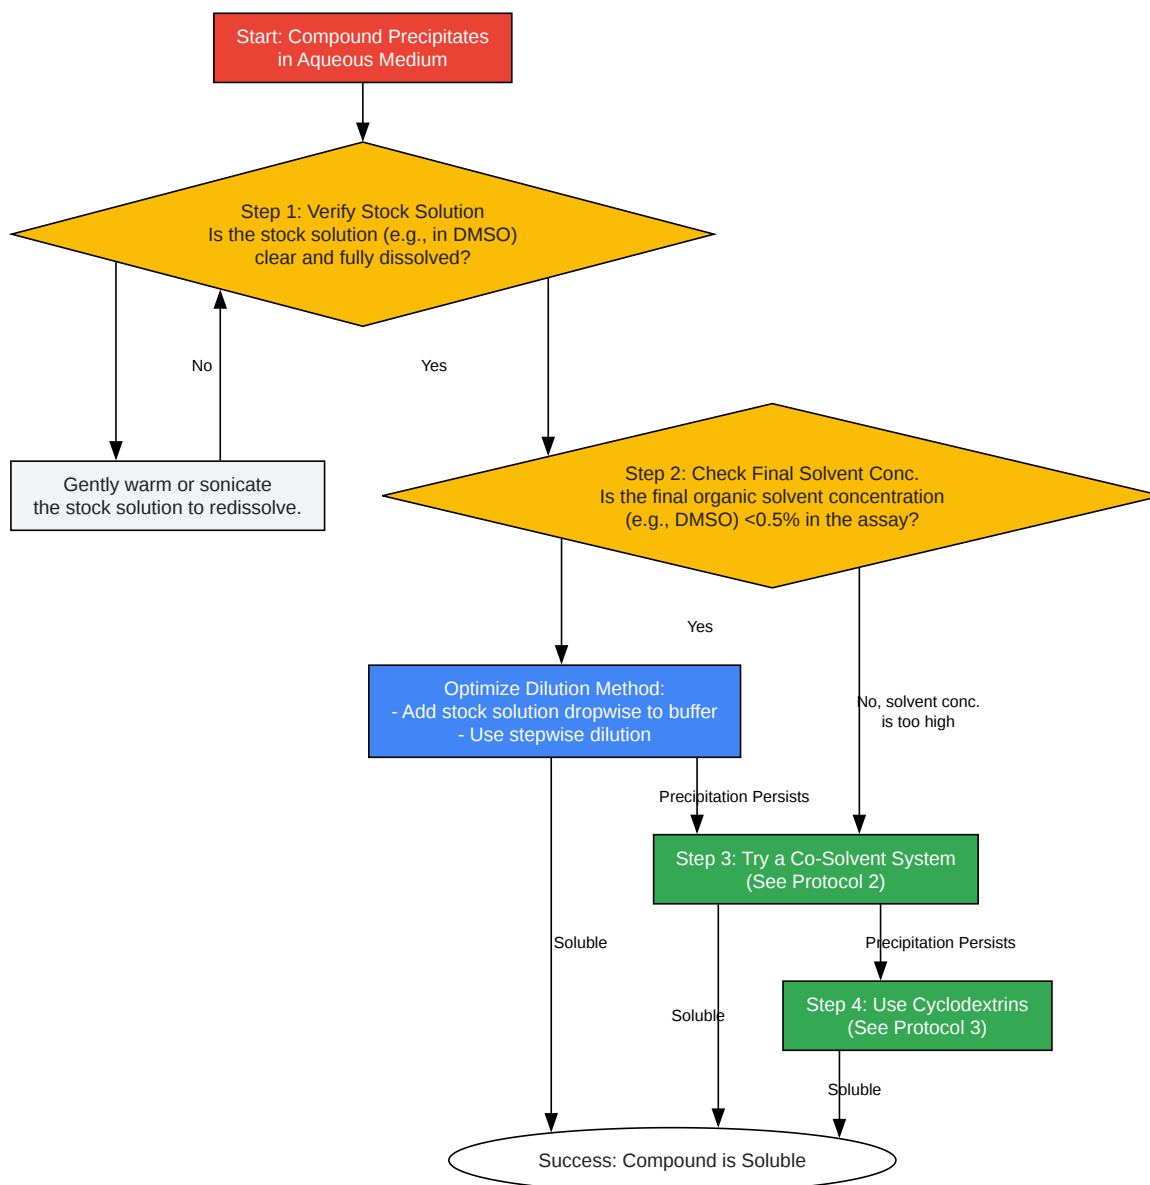 Start: Compound Precipitates
in Aqueous Medium
Step 1: Verify Stock Solution
Is the stock solution (e.g., in DMSO)
clear and fully dissolved?
No
Yes
Gently warm or sonicate
the stock solution to redissolve.
Step 2: Check Final Solvent Conc.
Is the final organic solvent concentration
(e.g., DMSO) <0.5% in the assay?
Yes
No, solvent conc.
is too high
Optimize Dilution Method:
- Add stock solution dropwise to buffer
- Use stepwise dilution
Precipitation Persists
Step 3: Try a Co-Solvent System
(See Protocol 2)
Soluble
Precipitation Persists
Step 4: Use Cyclodextrins
(See Protocol 3)
Soluble
Soluble
Success: Compound is Soluble